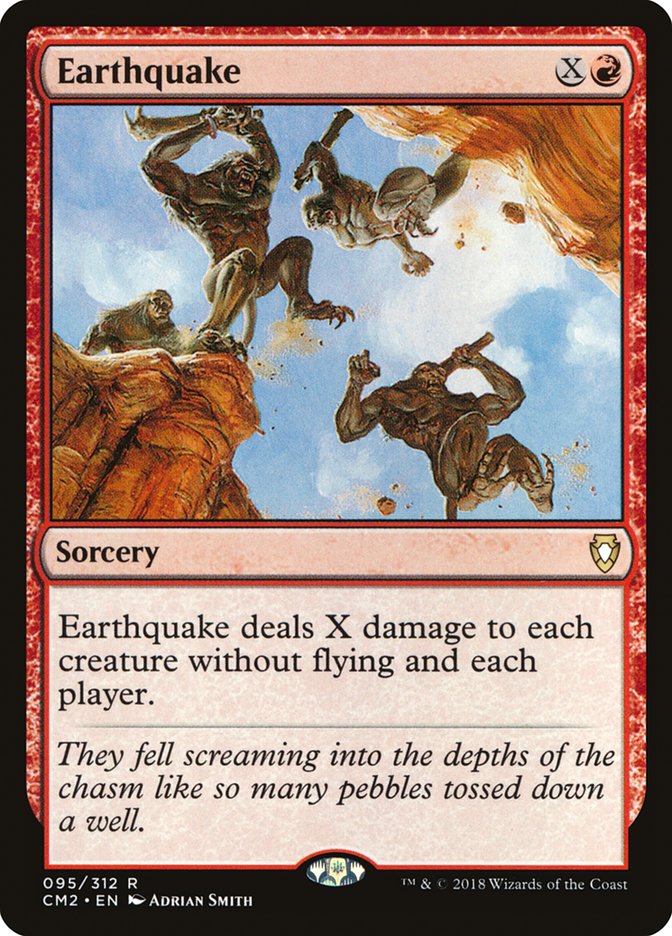 Earthquake X
Sorcery
Earthquake deals X damage to each
creature without flying and each
player.
They fell screaming into the depths of the
chasm like so many pebbles tossed down
a well.
095/312 R
CM2 • EN Adrian Smith
™ & © 2018 Wizards of the Coast